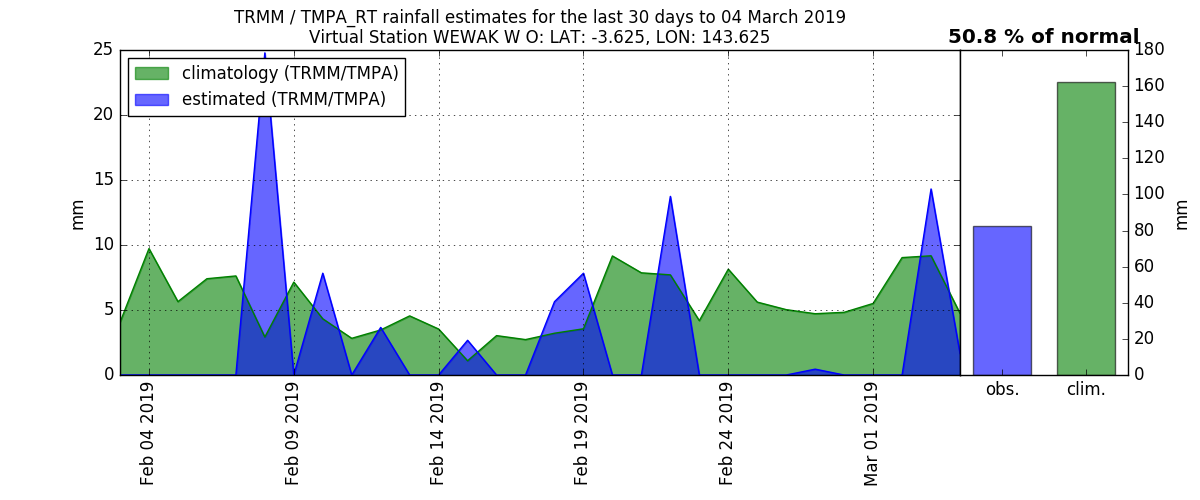 TRMM / TMPA_RT rainfall estimates for the last 30 days to 04 March 2019
Virtual Station WEWAK W O: LAT: -3.625, LON: 143.625
50.8 % of normal
climatology (TRMM/TMPA)
estimated (TRMM/TMPA)
25
20
15
10
5
0
mm
Feb 04 2019
Feb 09 2019
Feb 14 2019
Feb 19 2019
Feb 24 2019
Mar 01 2019
obs.
clim.
180
160
140
120
100
80
60
40
20
0
mm